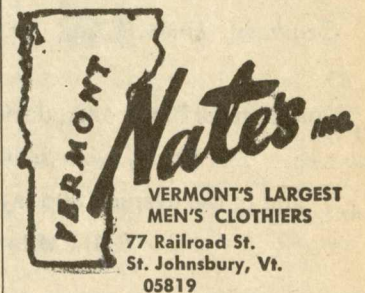 VERMONT
Nate's INC.
VERMONT'S LARGEST
MEN'S CLOTHIERS
77 Railroad St.
St. Johnsbury, Vt.
05819